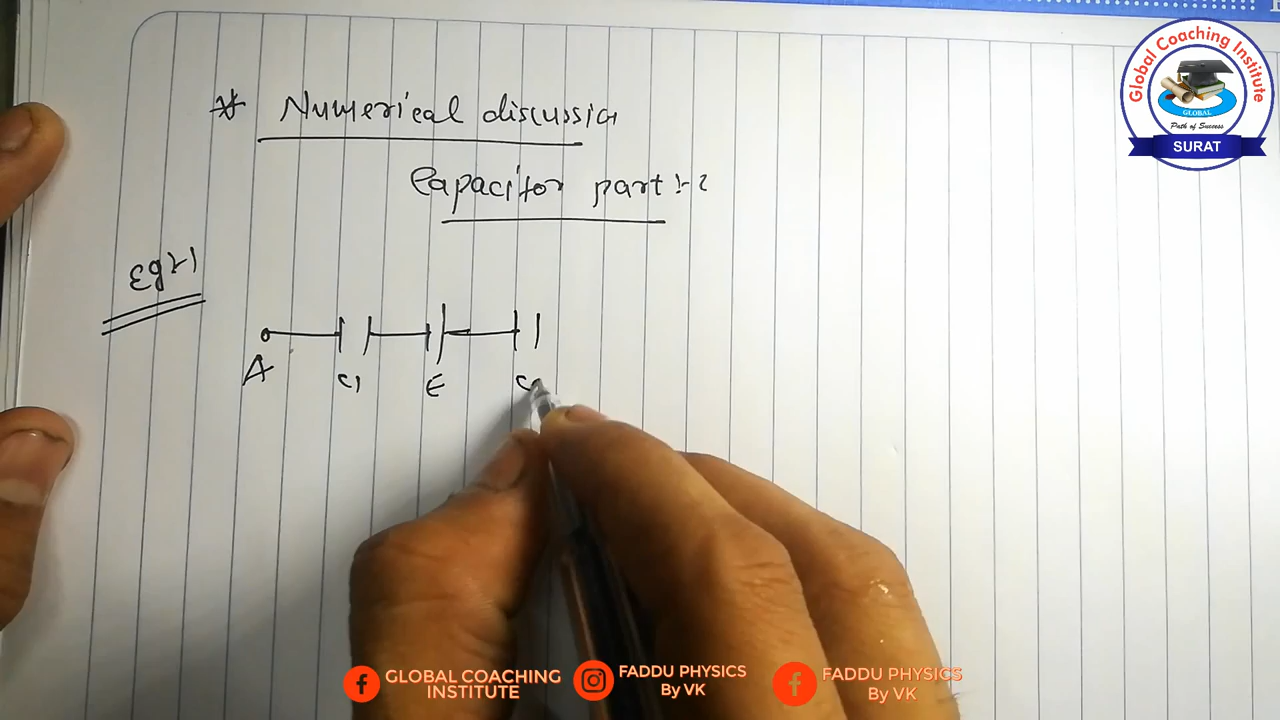 * Numerical discussion
Capacitor part :- 2
Eg :- 1
A
C1
E
Global Coaching Institute
GLOBAL
Path of Success
SURAT
GLOBAL COACHING
INSTITUTE
FADDU PHYSICS
By VK
FADDU PHYSICS
By VK